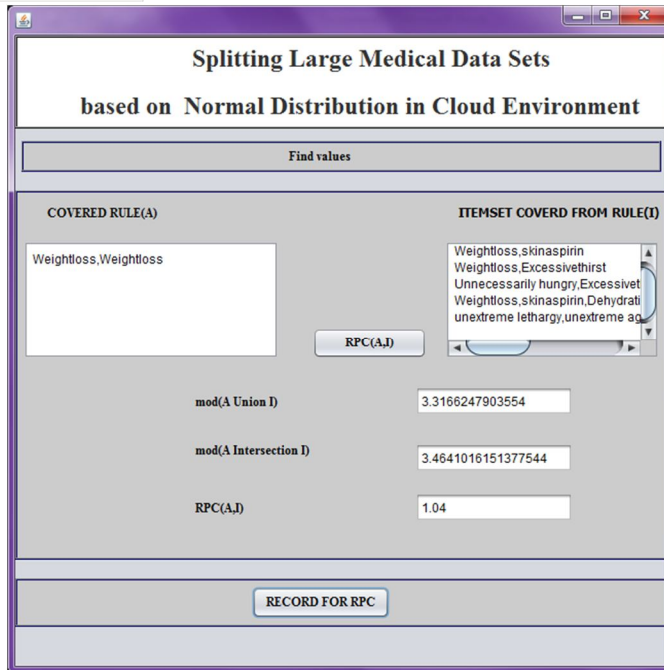 Splitting Large Medical Data Sets
based on Normal Distribution in Cloud Environment
Find values
COVERED RULE(A)
ITEMSET COVERD FROM RULE(I)
Weightloss,Weightloss
Weightloss,skinaspirin
Weightloss,Excessivethirst
Unnecessarily hungry,Excessivet
Weightloss,skinaspirin,Dehydrati
unextreme lethargy,unextreme ag
RPC(A,I)
mod(A Union I)
3.3166247903554
mod(A Intersection I)
3.4641016151377544
RPC(A,I)
1.04
RECORD FOR RPC